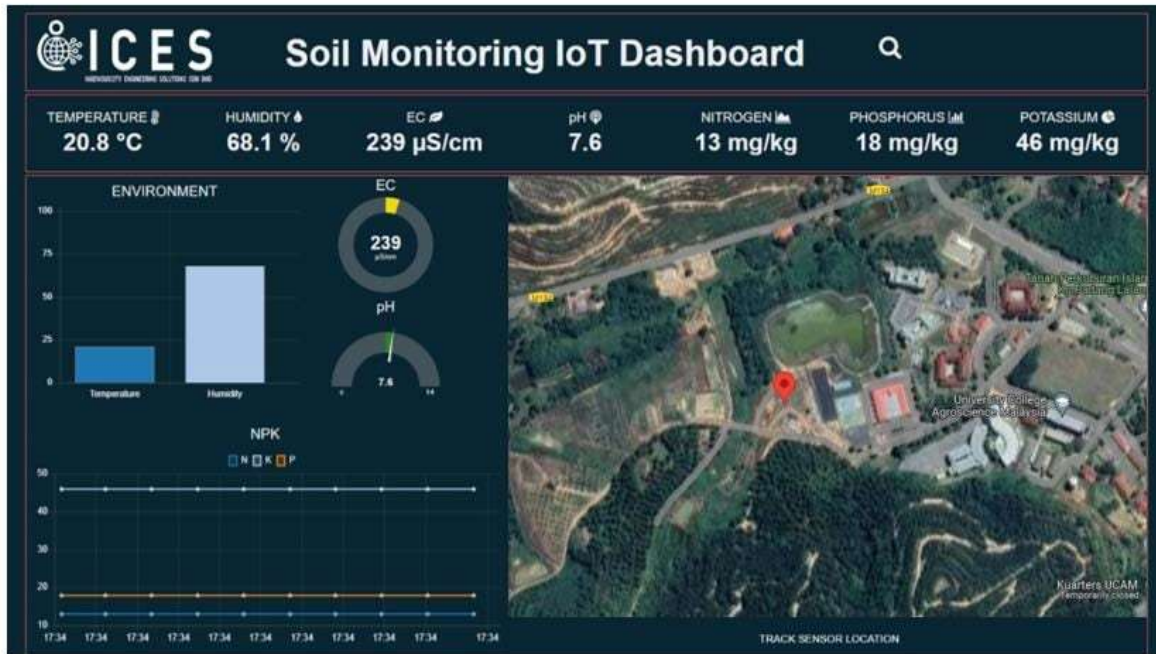 ICES
Soil Monitoring IoT Dashboard
TEMPERATURE
20.8 °C
HUMIDITY
68.1 %
EC
239 µS/cm
pH
7.6
NITROGEN
13 mg/kg
PHOSPHORUS
18 mg/kg
POTASSIUM
46 mg/kg
ENVIRONMENT
100
75
50
25
0
Temperature Humidity
EC
239
pH
7.6
14
NPK
N K P
50
40
30
20
10
17:34 17:34 17:34 17:34 17:34 17:34 17:34 17:34 17:34 17:34 17:34
Tanah Perkuburan Islam
University College
Agroscience Malaysia
Kuarters UCAM
Temporarily closed
TRACK SENSOR LOCATION